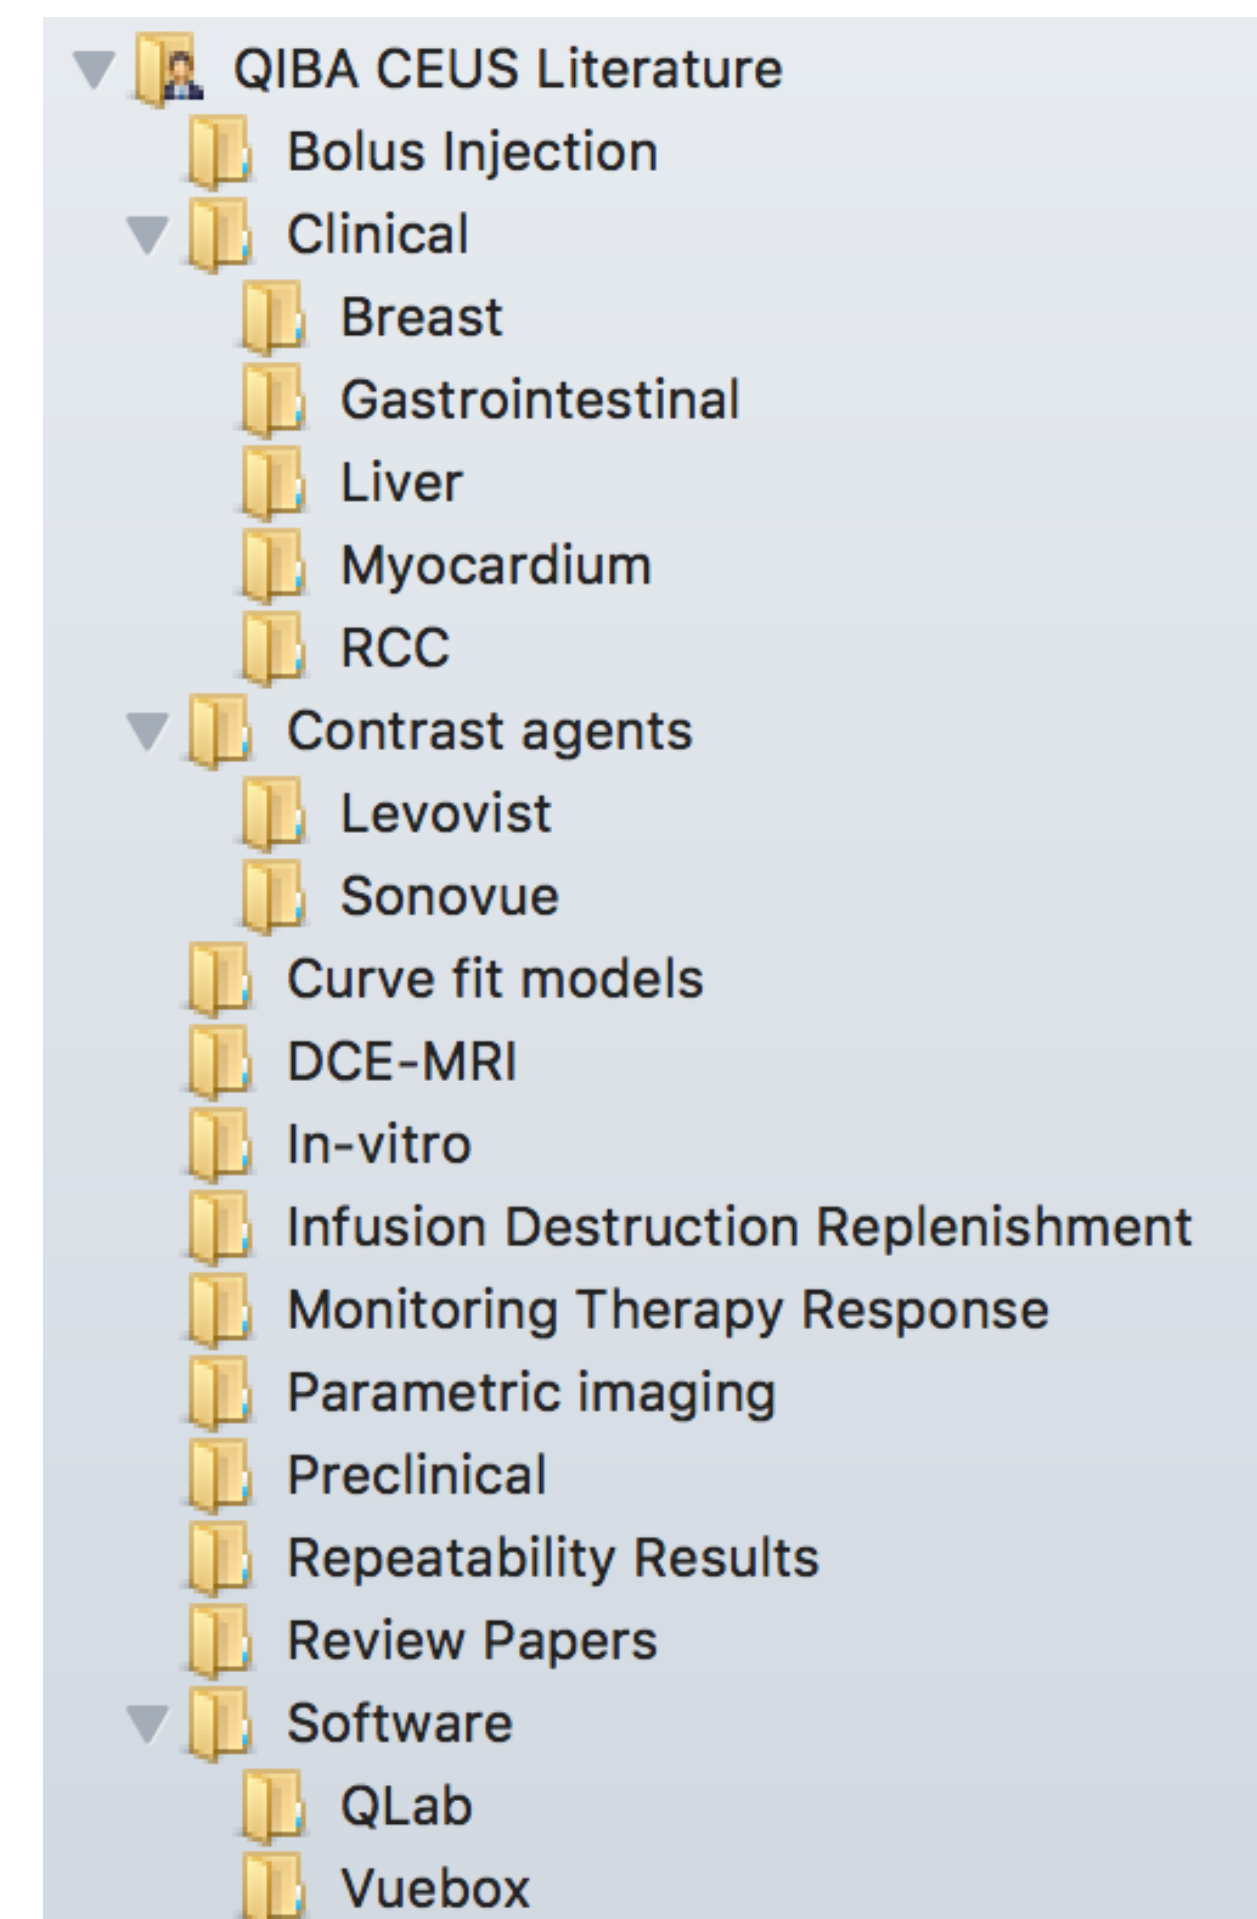 QIBA CEUS Literature
Bolus Injection
Clinical
Breast
Gastrointestinal
Liver
Myocardium
RCC
Contrast agents
Levovist
Sonovue
Curve fit models
DCE-MRI
In-vitro
Infusion Destruction Replenishment
Monitoring Therapy Response
Parametric imaging
Preclinical
Repeatability Results
Review Papers
Software
QLab
Vuebox